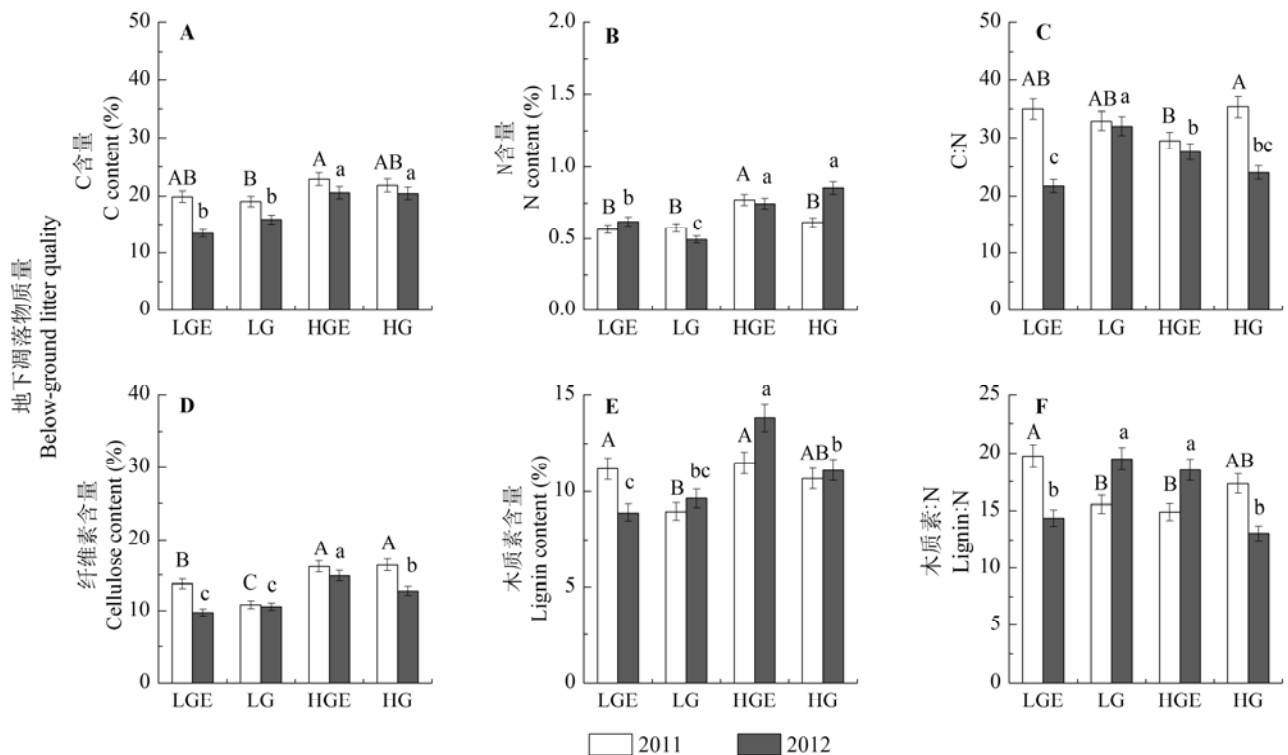 地下凋落物质量
Below-ground litter quality
C含量
C content (%)
50
40
30
20
10
0
A
AB
b
B
b
A
a
AB
a
LGE
LG
HGE
HG
N含量
N content (%)
2.0
1.5
1.0
0.5
0.0
B
B
b
B
c
A
a
B
a
LGE
LG
HGE
HG
C:N
50
40
30
20
10
0
C
AB
c
AB
a
B
b
A
bc
LGE
LG
HGE
HG
纤维素含量
Cellulose content (%)
40
30
20
10
0
D
B
c
C
c
A
a
A
b
LGE
LG
HGE
HG
木质素含量
Lignin content (%)
15
10
5
0
E
A
c
B
bc
A
a
AB
b
LGE
LG
HGE
HG
木质素:N
Lignin:N
25
20
15
10
5
0
F
A
b
B
a
B
a
AB
b
LGE
LG
HGE
HG
2011
2012